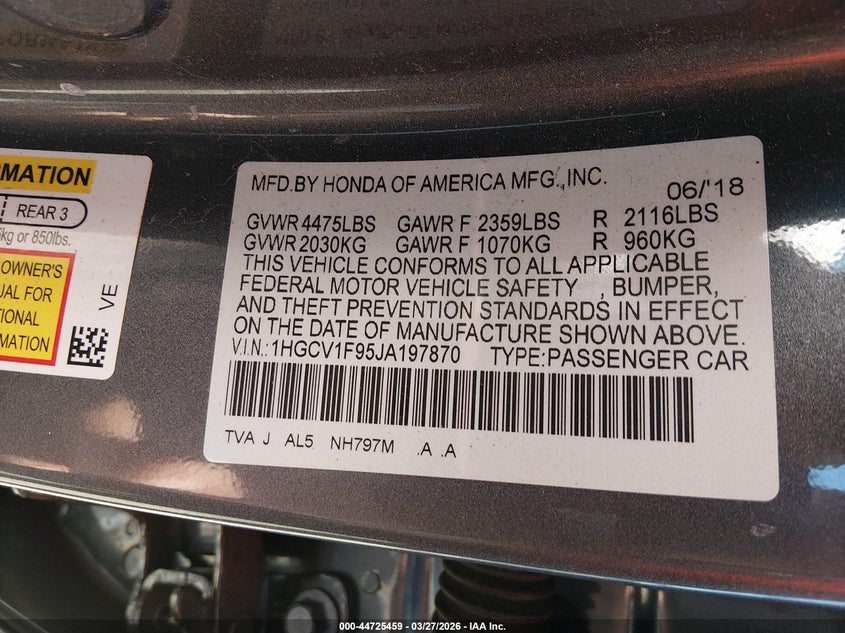 MATION
REAR 3
kg or 850lbs.
OWNER'S
UAL FOR
TIONAL
MATION
VE
MFD.BY HONDA OF AMERICA MFG.,INC. 06/'18
GVWR 4475LBS GAWR F 2359LBS R 2116LBS
GVWR 2030KG GAWR F 1070KG R 960KG
THIS VEHICLE CONFORMS TO ALL APPLICABLE
FEDERAL MOTOR VEHICLE SAFETY , BUMPER,
AND THEFT PREVENTION STANDARDS IN EFFECT
ON THE DATE OF MANUFACTURE SHOWN ABOVE.
V.I.N.:1HGCV1F95JA197870 TYPE:PASSENGER CAR
TVA J AL5 NH797M .A .A
000-44725459 - 03/27/2026 - IAA Inc.